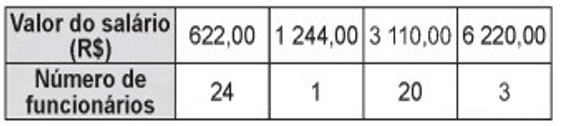 Valor do salário (R$) 622,00 1 244,00 3 110,00 6 220,00
Número de funcionários 24 1 20 3